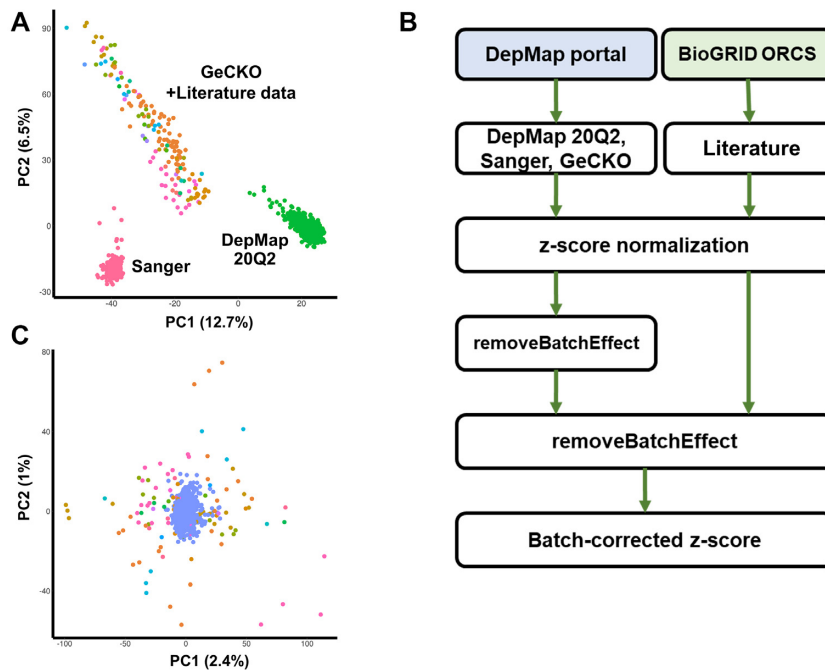 A
90
60
30
0
-30
PC2 (6.5%)
GeCKO
+Literature data
Sanger
DepMap
20Q2
-40
-20
0
20
PC1 (12.7%)
B
DepMap portal
BioGRID ORCS
DepMap 20Q2,
Sanger, GeCKO
Literature
z-score normalization
removeBatchEffect
removeBatchEffect
Batch-corrected z-score
C
80
40
0
-40
PC2 (1%)
-100
-50
0
50
100
PC1 (2.4%)